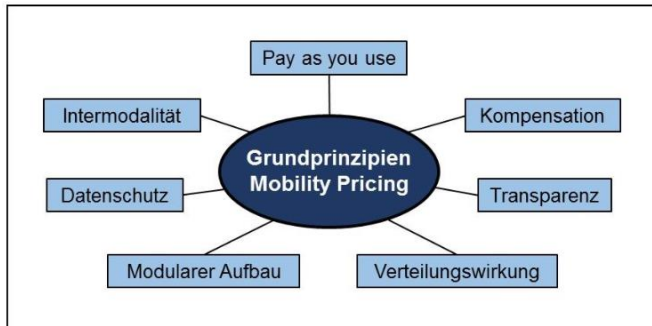 Pay as you use
Intermodalität
Kompensation
Grundprinzipien
Mobility Pricing
Datenschutz
Transparenz
Modularer Aufbau
Verteilungswirkung